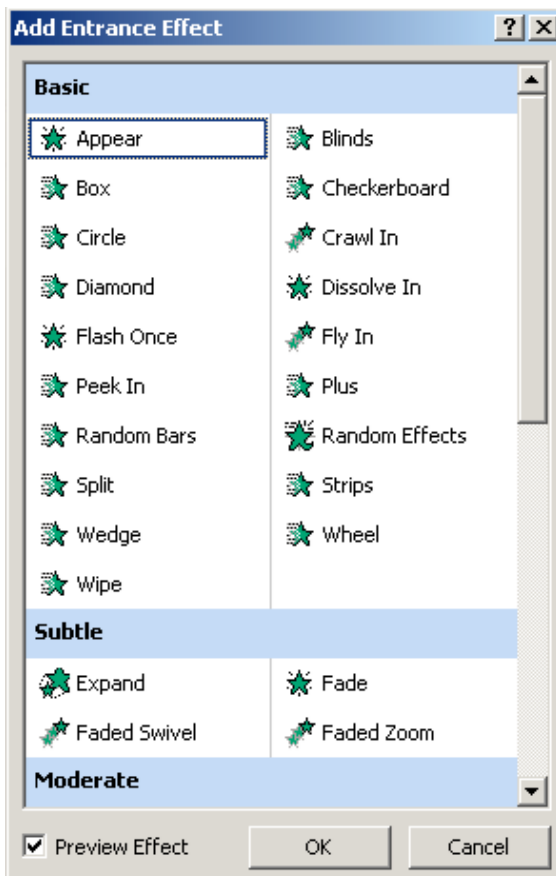 Add Entrance Effect
Basic
Appear Blinds
Box Checkerboard
Circle Crawl In
Diamond Dissolve In
Flash Once Fly In
Peek In Plus
Random Bars Random Effects
Split Strips
Wedge Wheel
Wipe
Subtle
Expand Fade
Faded Swivel Faded Zoom
Moderate
Preview Effect OK Cancel